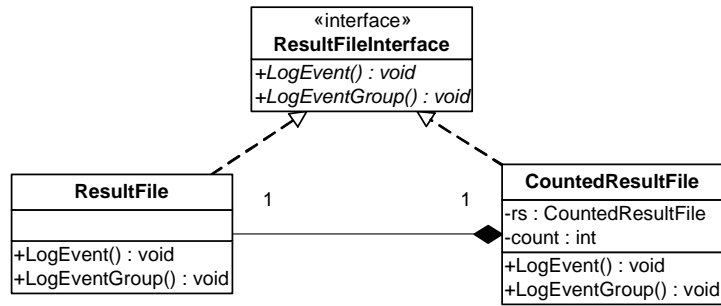 «interface»
ResultFileInterface
+LogEvent() : void
+LogEventGroup() : void
ResultFile
+LogEvent() : void
+LogEventGroup() : void
1
1
CountedResultFile
-rs : CountedResultFile
-count : int
+LogEvent() : void
+LogEventGroup() : void